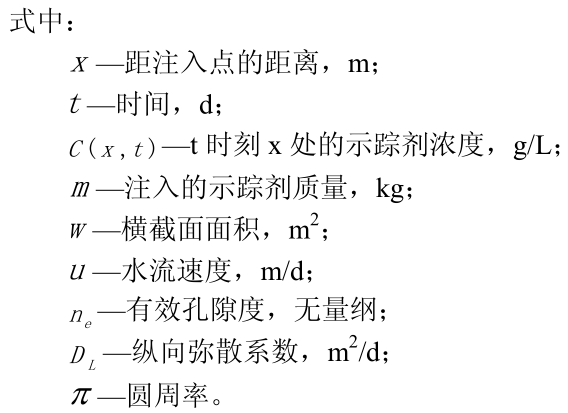 式中：
x—距注入点的距离，m；
t—时间，d；
C(x,t)—t 时刻 x 处的示踪剂浓度，g/L；
m—注入的示踪剂质量，kg；
w—横截面面积，m²；
u—水流速度，m/d；
nₑ—有效孔隙度，无量纲；
D_L—纵向弥散系数，m²/d；
π—圆周率。